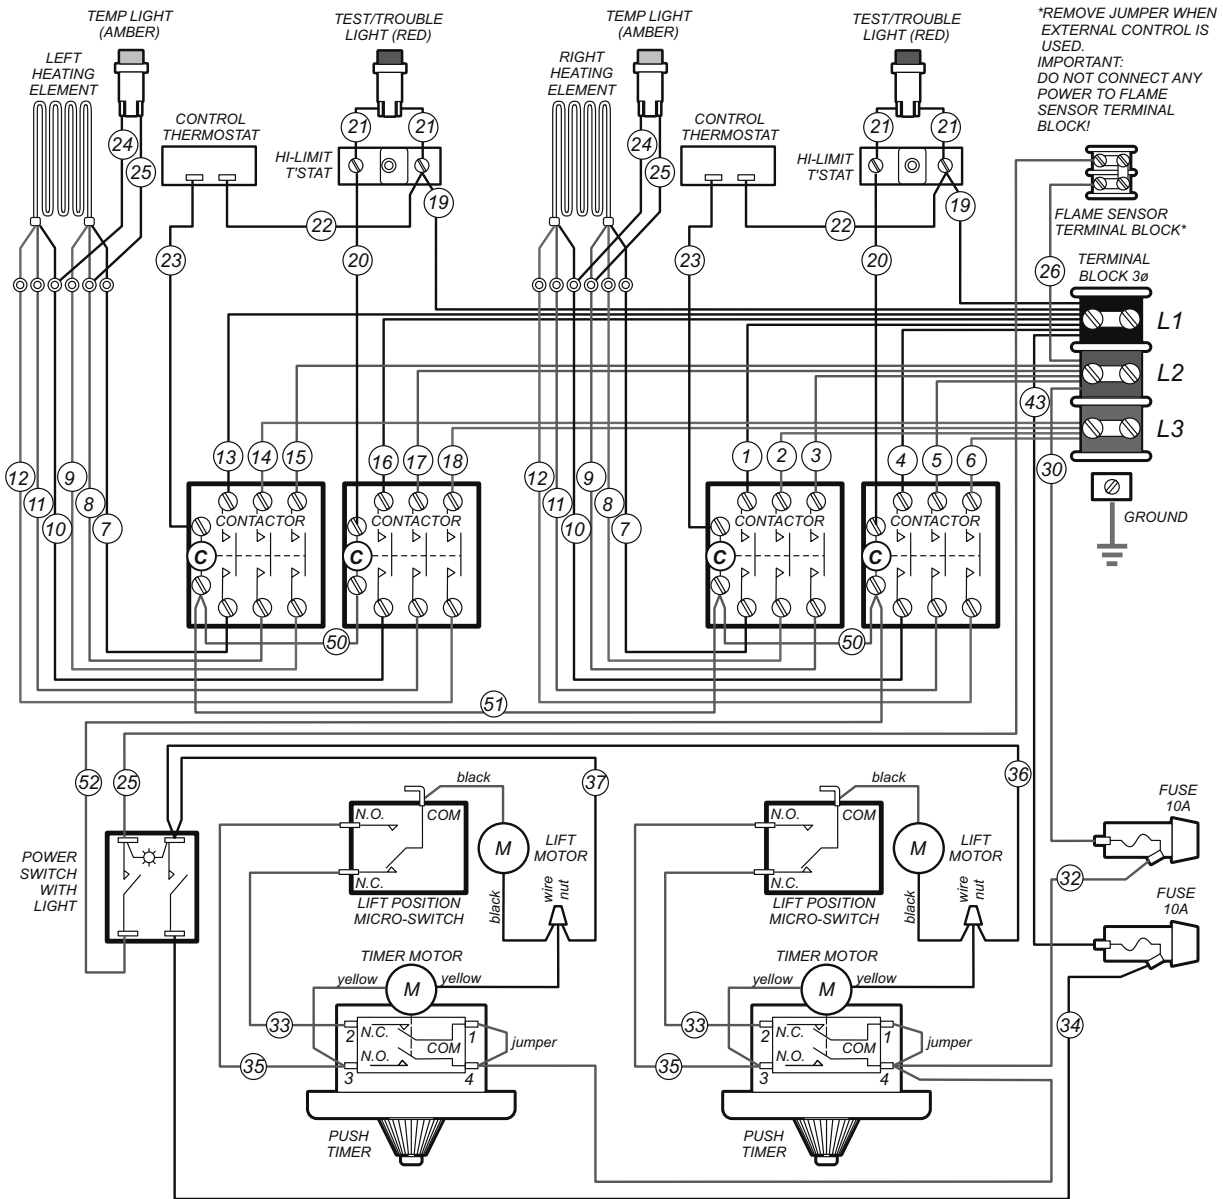 TEMP LIGHT
(AMBER)
TEST/TROUBLE
LIGHT (RED)
TEMP LIGHT
(AMBER)
TEST/TROUBLE
LIGHT (RED)
*REMOVE JUMPER WHEN
EXTERNAL CONTROL IS
USED.
IMPORTANT:
DO NOT CONNECT ANY
POWER TO FLAME
SENSOR TERMINAL
BLOCK!
LEFT
HEATING
ELEMENT
RIGHT
HEATING
ELEMENT
24
25
CONTROL
THERMOSTAT
21
21
HI-LIMIT
T'STAT
24
25
CONTROL
THERMOSTAT
21
21
HI-LIMIT
T'STAT
19
22
19
22
FLAME SENSOR
TERMINAL BLOCK*
23
20
23
20
26
TERMINAL
BLOCK 3ø
L1
L2
L3
43
30
GROUND
12
11
10
9
8
7
13
14
15
16
17
18
12
11
10
9
8
7
1
2
3
4
5
6
CONTACTOR
CONTACTOR
CONTACTOR
CONTACTOR
C
C
C
C
50
50
51
52
25
37
36
black
black
N.O.
COM
N.C.
M
LIFT
MOTOR
N.O.
COM
N.C.
M
LIFT
MOTOR
FUSE
10A
POWER
SWITCH
WITH
LIGHT
black
wire
nut
black
wire
nut
LIFT POSITION
MICRO-SWITCH
LIFT POSITION
MICRO-SWITCH
32
FUSE
10A
TIMER MOTOR
yellow
M
yellow
TIMER MOTOR
yellow
M
yellow
33
2
N.C.
1
COM
jumper
35
N.O.
3
4
33
2
N.C.
1
COM
jumper
35
N.O.
3
4
34
PUSH
TIMER
PUSH
TIMER